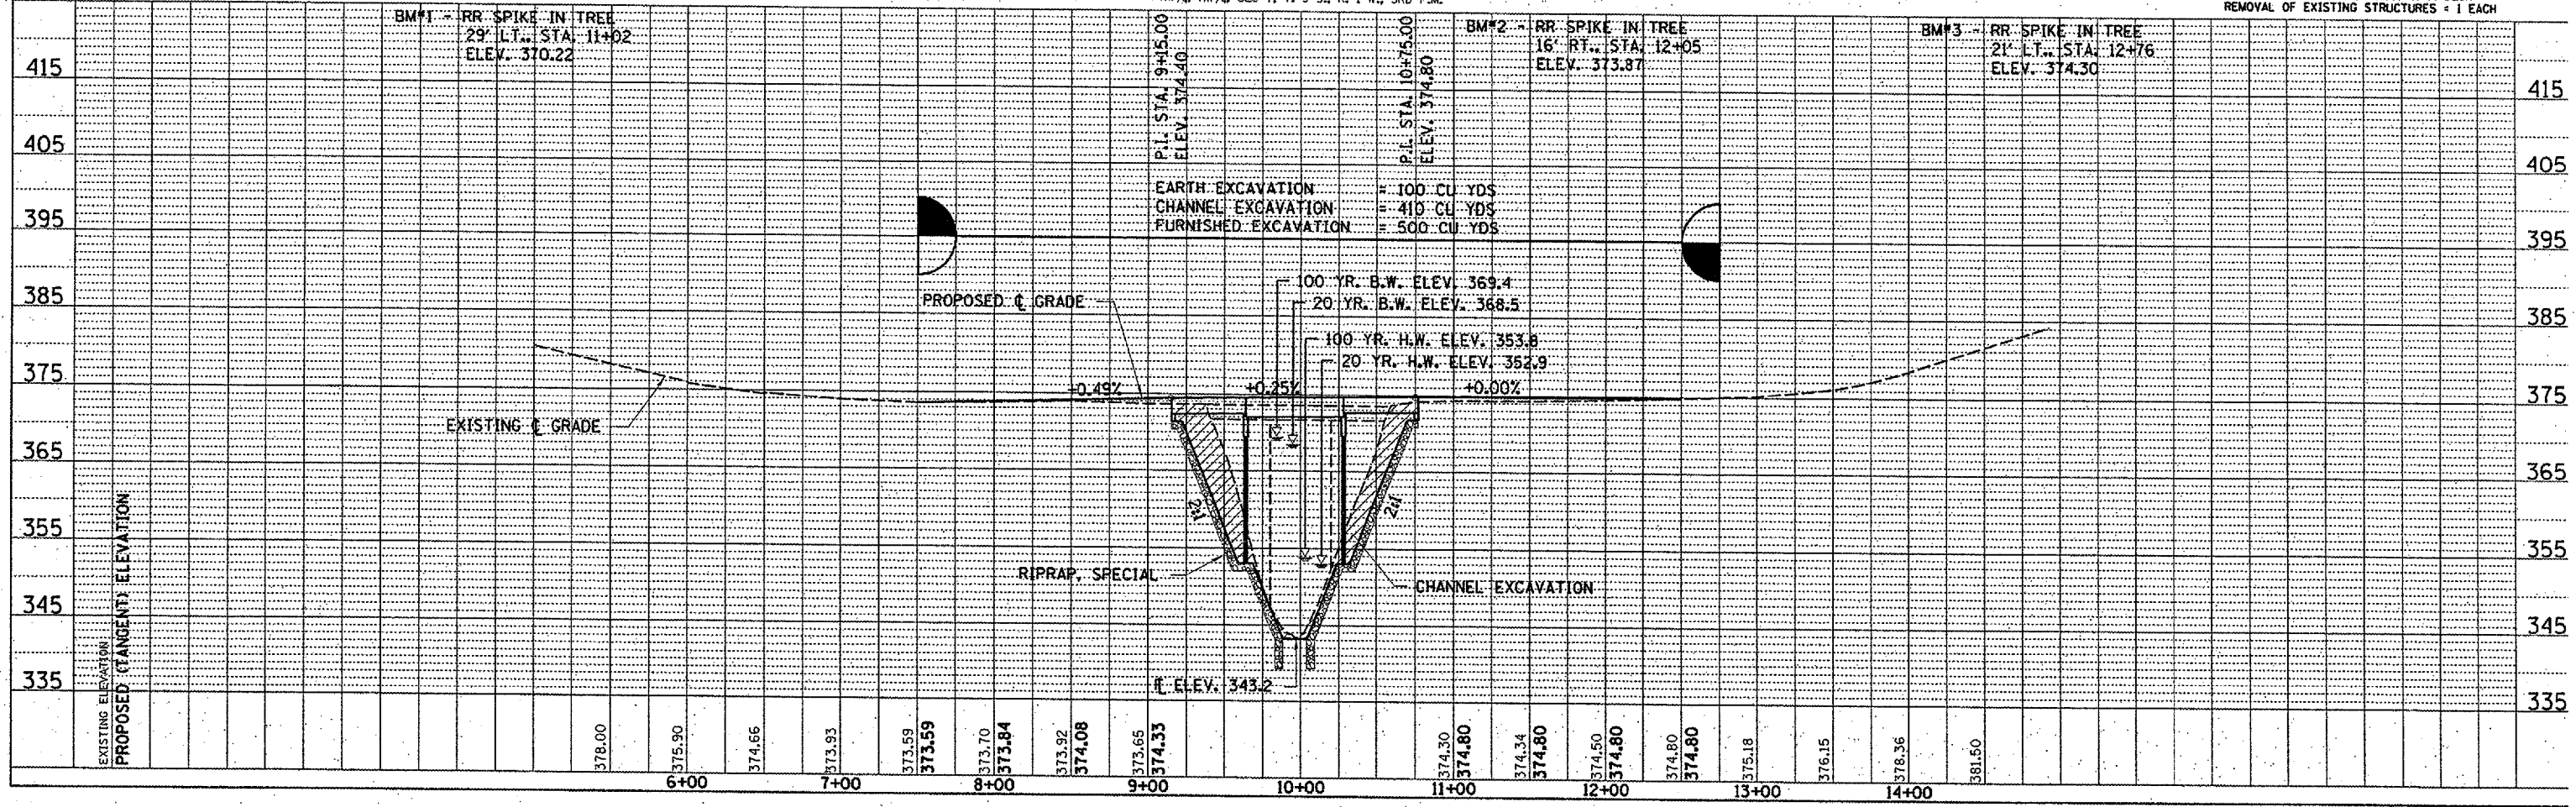 REMOVAL OF EXISTING STRUCTURES = 1 EACH
BM#1 - RR SPIKE IN TREE
29' LT., STA. 11+02
ELEV. 370.22
P.I. STA. 9+15.00
ELEV. 374.40
P.I. STA. 10+75.00
ELEV. 374.80
BM#2 - RR SPIKE IN TREE
16' RT., STA. 12+05
ELEV. 373.87
BM#3 - RR SPIKE IN TREE
21' LT., STA. 12+76
ELEV. 374.30
415
415
405
405
EARTH EXCAVATION = 100 CU YDS
CHANNEL EXCAVATION = 410 CU YDS
FURNISHED EXCAVATION = 500 CU YDS
395
395
100 YR. B.W. ELEV. 369.4
20 YR. B.W. ELEV. 368.5
385
385
PROPOSED ℄ GRADE
100 YR. H.W. ELEV. 353.8
20 YR. H.W. ELEV. 352.9
375
375
-0.49%
+0.25%
+0.00%
EXISTING ℄ GRADE
365
365
2:1
2:1
355
355
RIPRAP, SPECIAL
CHANNEL EXCAVATION
345
345
335
335
ELEV. 343.2
EXISTING ELEVATION
PROPOSED (TANGENT) ELEVATION
378.00
375.90
374.66
373.93
373.59
373.59
373.70
373.84
373.92
374.08
373.65
374.33
374.30
374.80
374.34
374.80
374.50
374.80
374.80
374.80
375.18
376.15
378.36
381.50
6+00
7+00
8+00
9+00
10+00
11+00
12+00
13+00
14+00